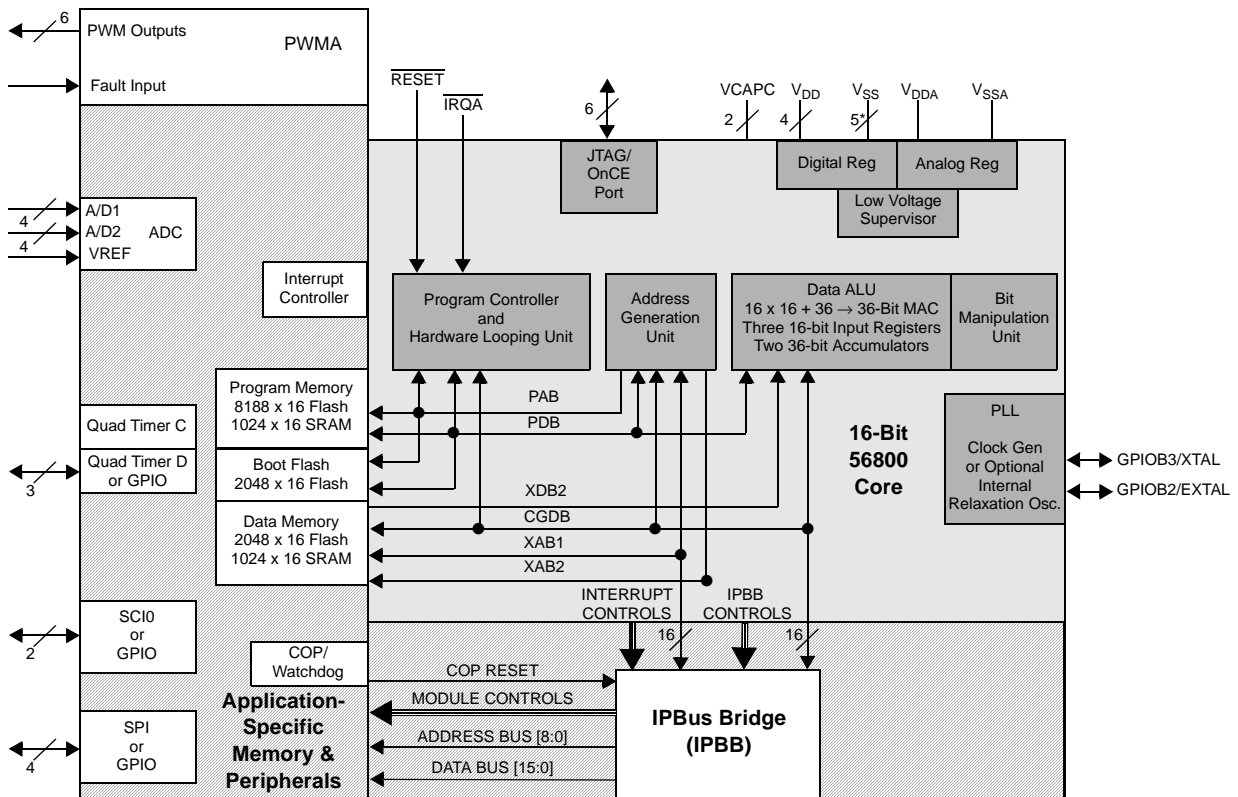 6
PWM Outputs
PWMA
Fault Input
RESET
IRQA
6
VCAPC
VDD
VSS
VDDA
VSSA
2
4
5*
JTAG/
OnCE
Port
Digital Reg
Analog Reg
Low Voltage
Supervisor
A/D1
4
A/D2
ADC
4
VREF
Interrupt
Controller
Program Controller
and
Hardware Looping Unit
Address
Generation
Unit
Data ALU
16 x 16 + 36 → 36-Bit MAC
Three 16-bit Input Registers
Two 36-bit Accumulators
Bit
Manipulation
Unit
Program Memory
8188 x 16 Flash
1024 x 16 SRAM
PAB
PDB
Quad Timer C
Quad Timer D
or GPIO
3
Boot Flash
2048 x 16 Flash
XDB2
CGDB
XAB1
XAB2
Data Memory
2048 x 16 Flash
1024 x 16 SRAM
16-Bit
56800
Core
PLL
Clock Gen
or Optional
Internal
Relaxation Osc.
GPIOB3/XTAL
GPIOB2/EXTAL
INTERRUPT
CONTROLS
IPBB
CONTROLS
16
16
SCI0
or
GPIO
2
COP/
Watchdog
COP RESET
MODULE CONTROLS
ADDRESS BUS [8:0]
DATA BUS [15:0]
Application-
Specific
Memory &
Peripherals
IPBus Bridge
(IPBB)
SPI
or
GPIO
4